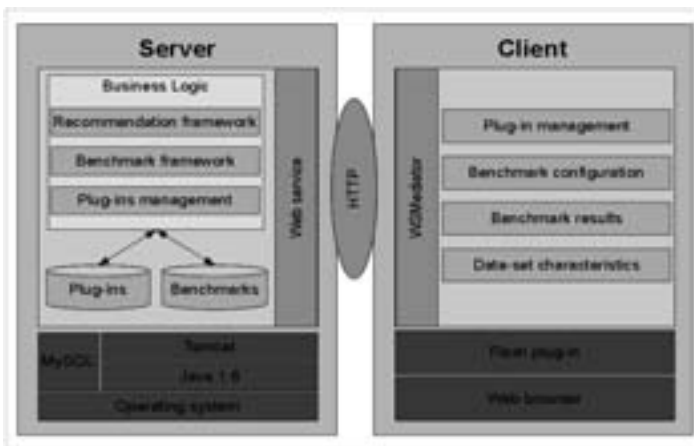 Server
Business Logic
Recommendation framework
Benchmark framework
Plug-ins management
Plug-ins
Benchmarks
Web service
MySQL
Tomcat
Java 1.6
Operating system
HTTP
Client
WSMediator
Plug-in management
Benchmark configuration
Benchmark results
Data-set characteristics
Flash plug-in
Web browser